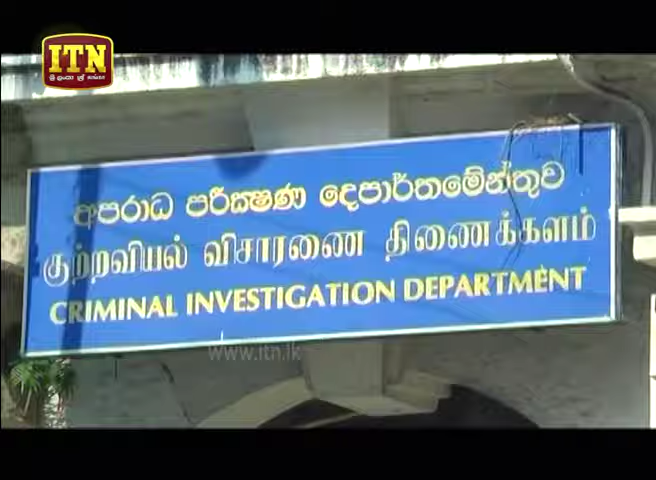 ITN
ශ්‍රී ලංකා ශ්‍රී ලංකා
අපරාධ පරීක්ෂණ දෙපාර්තමේන්තුව
குற்றவியல் விசாரணை திணைக்களம்
CRIMINAL INVESTIGATION DEPARTMENT
www.itn.lk